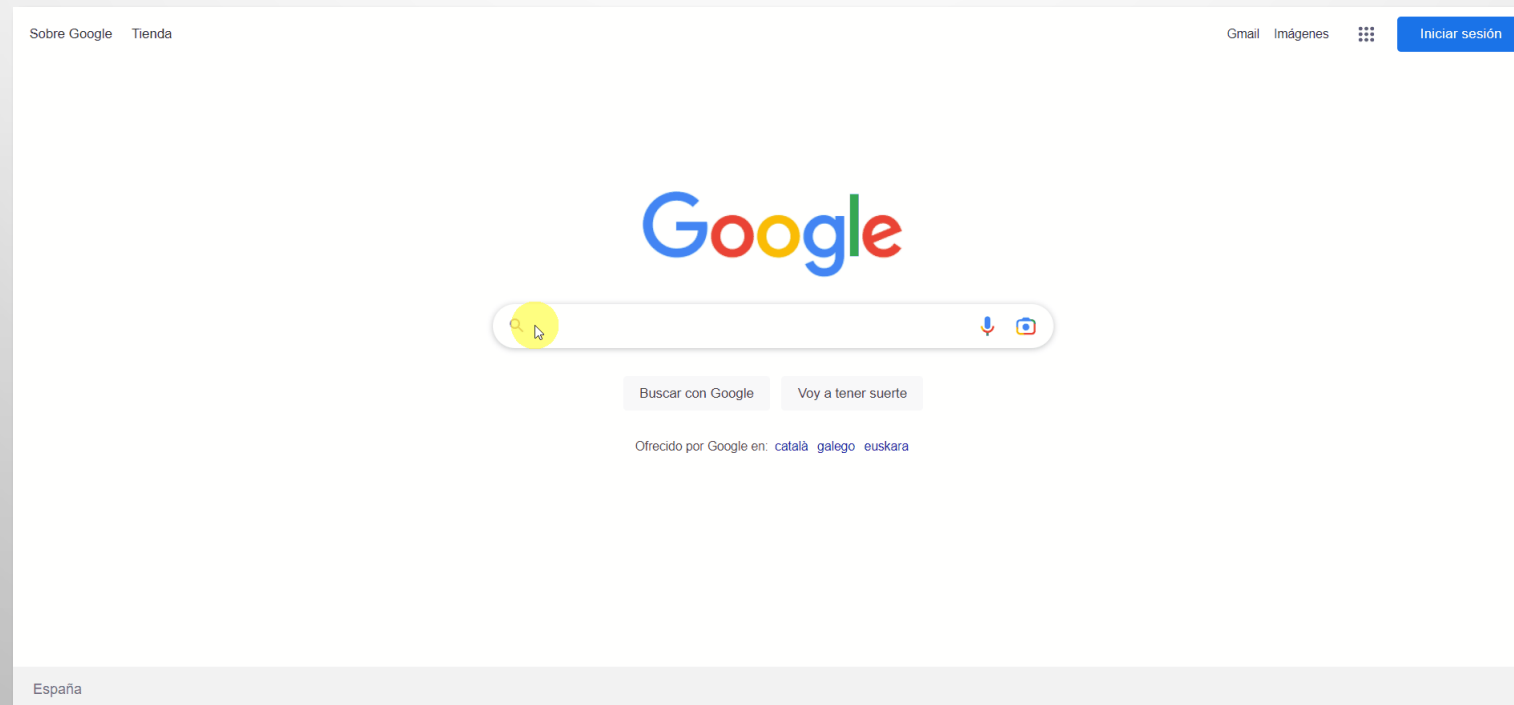 Sobre Google Tienda Gmail Imágenes Iniciar sesión
Google
Buscar con Google Voy a tener suerte
Ofrecido por Google en: català galego euskara
España